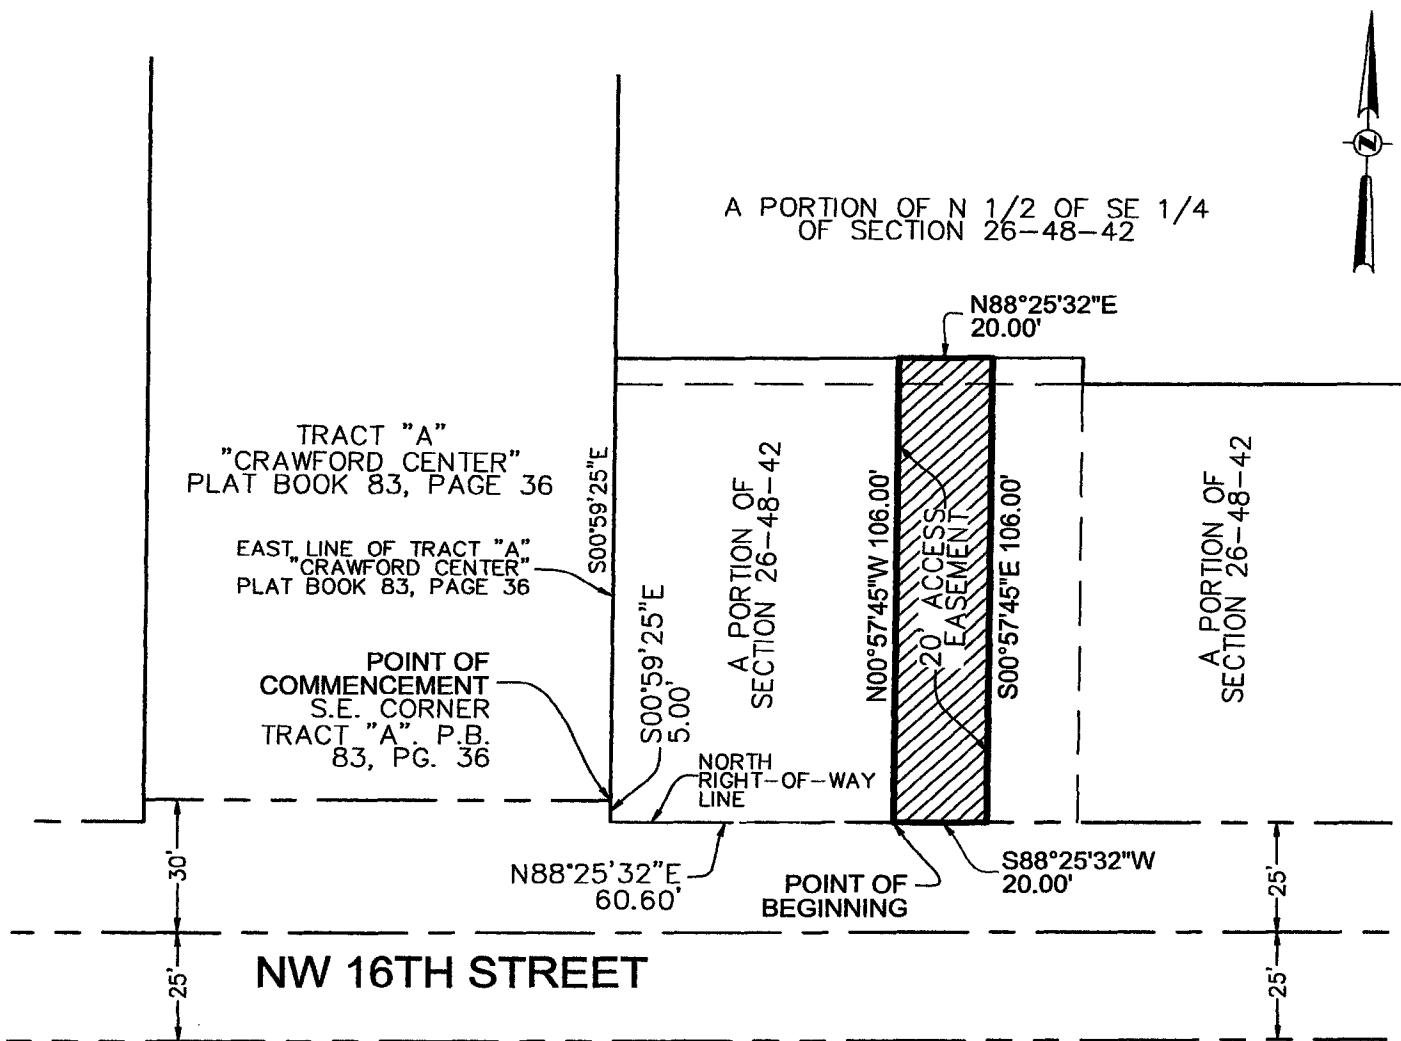 A PORTION OF N 1/2 OF SE 1/4
OF SECTION 26-48-42
N
N88°25'32"E
20.00'
TRACT "A"
"CRAWFORD CENTER"
PLAT BOOK 83, PAGE 36
S00°59'25"E
EAST LINE OF TRACT "A"
"CRAWFORD CENTER"
PLAT BOOK 83, PAGE 36
POINT OF
COMMENCEMENT
S.E. CORNER
TRACT "A". P.B.
83, PG. 36
S00°59'25"E
5.00'
A PORTION OF
SECTION 26-48-42
N00°57'45"W 106.00'
20' ACCESS
EASEMENT
S00°57'45"E 106.00'
A PORTION OF
SECTION 26-48-42
NORTH
RIGHT-OF-WAY
LINE
N88°25'32"E
60.60'
POINT OF
BEGINNING
S88°25'32"W
20.00'
30'
25'
25'
25'
NW 16TH STREET